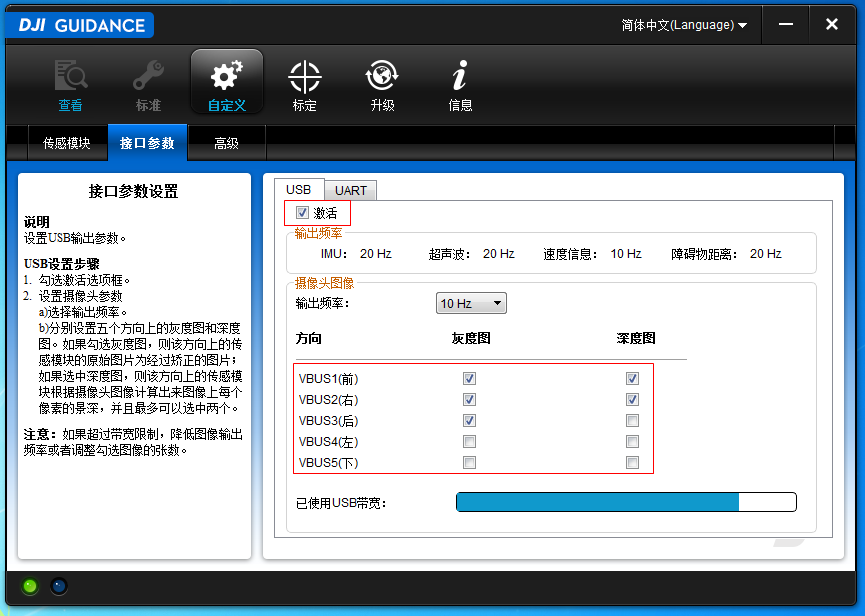 DJI GUIDANCE
简体中文(Language)
查看
标准
自定义
标定
升级
信息
传感模块
接口参数
高级
接口参数设置
说明
设置USB输出参数。
USB设置步骤
1. 勾选激活选项框。
2. 设置摄像头参数
a)选择输出频率。
b)分别设置五个方向上的灰度图和深度
图。如果勾选灰度图，则该方向上的传
感模块的原始图片为经过矫正的图片；
如果选中深度图，则该方向上的传感模
块根据摄像头图像计算出来图像上每个
像素的景深，并且最多可以选中两个。
注意：如果超过带宽限制，降低图像输出
频率或者调整勾选图像的张数。
USB
UART
激活
输出频率
IMU： 20 Hz 超声波： 20 Hz 速度信息： 10 Hz 障碍物距离： 20 Hz
摄像头图像
输出频率： 10 Hz
方向 灰度图 深度图
VBUS1(前)
VBUS2(右)
VBUS3(后)
VBUS4(左)
VBUS5(下)
已使用USB带宽：